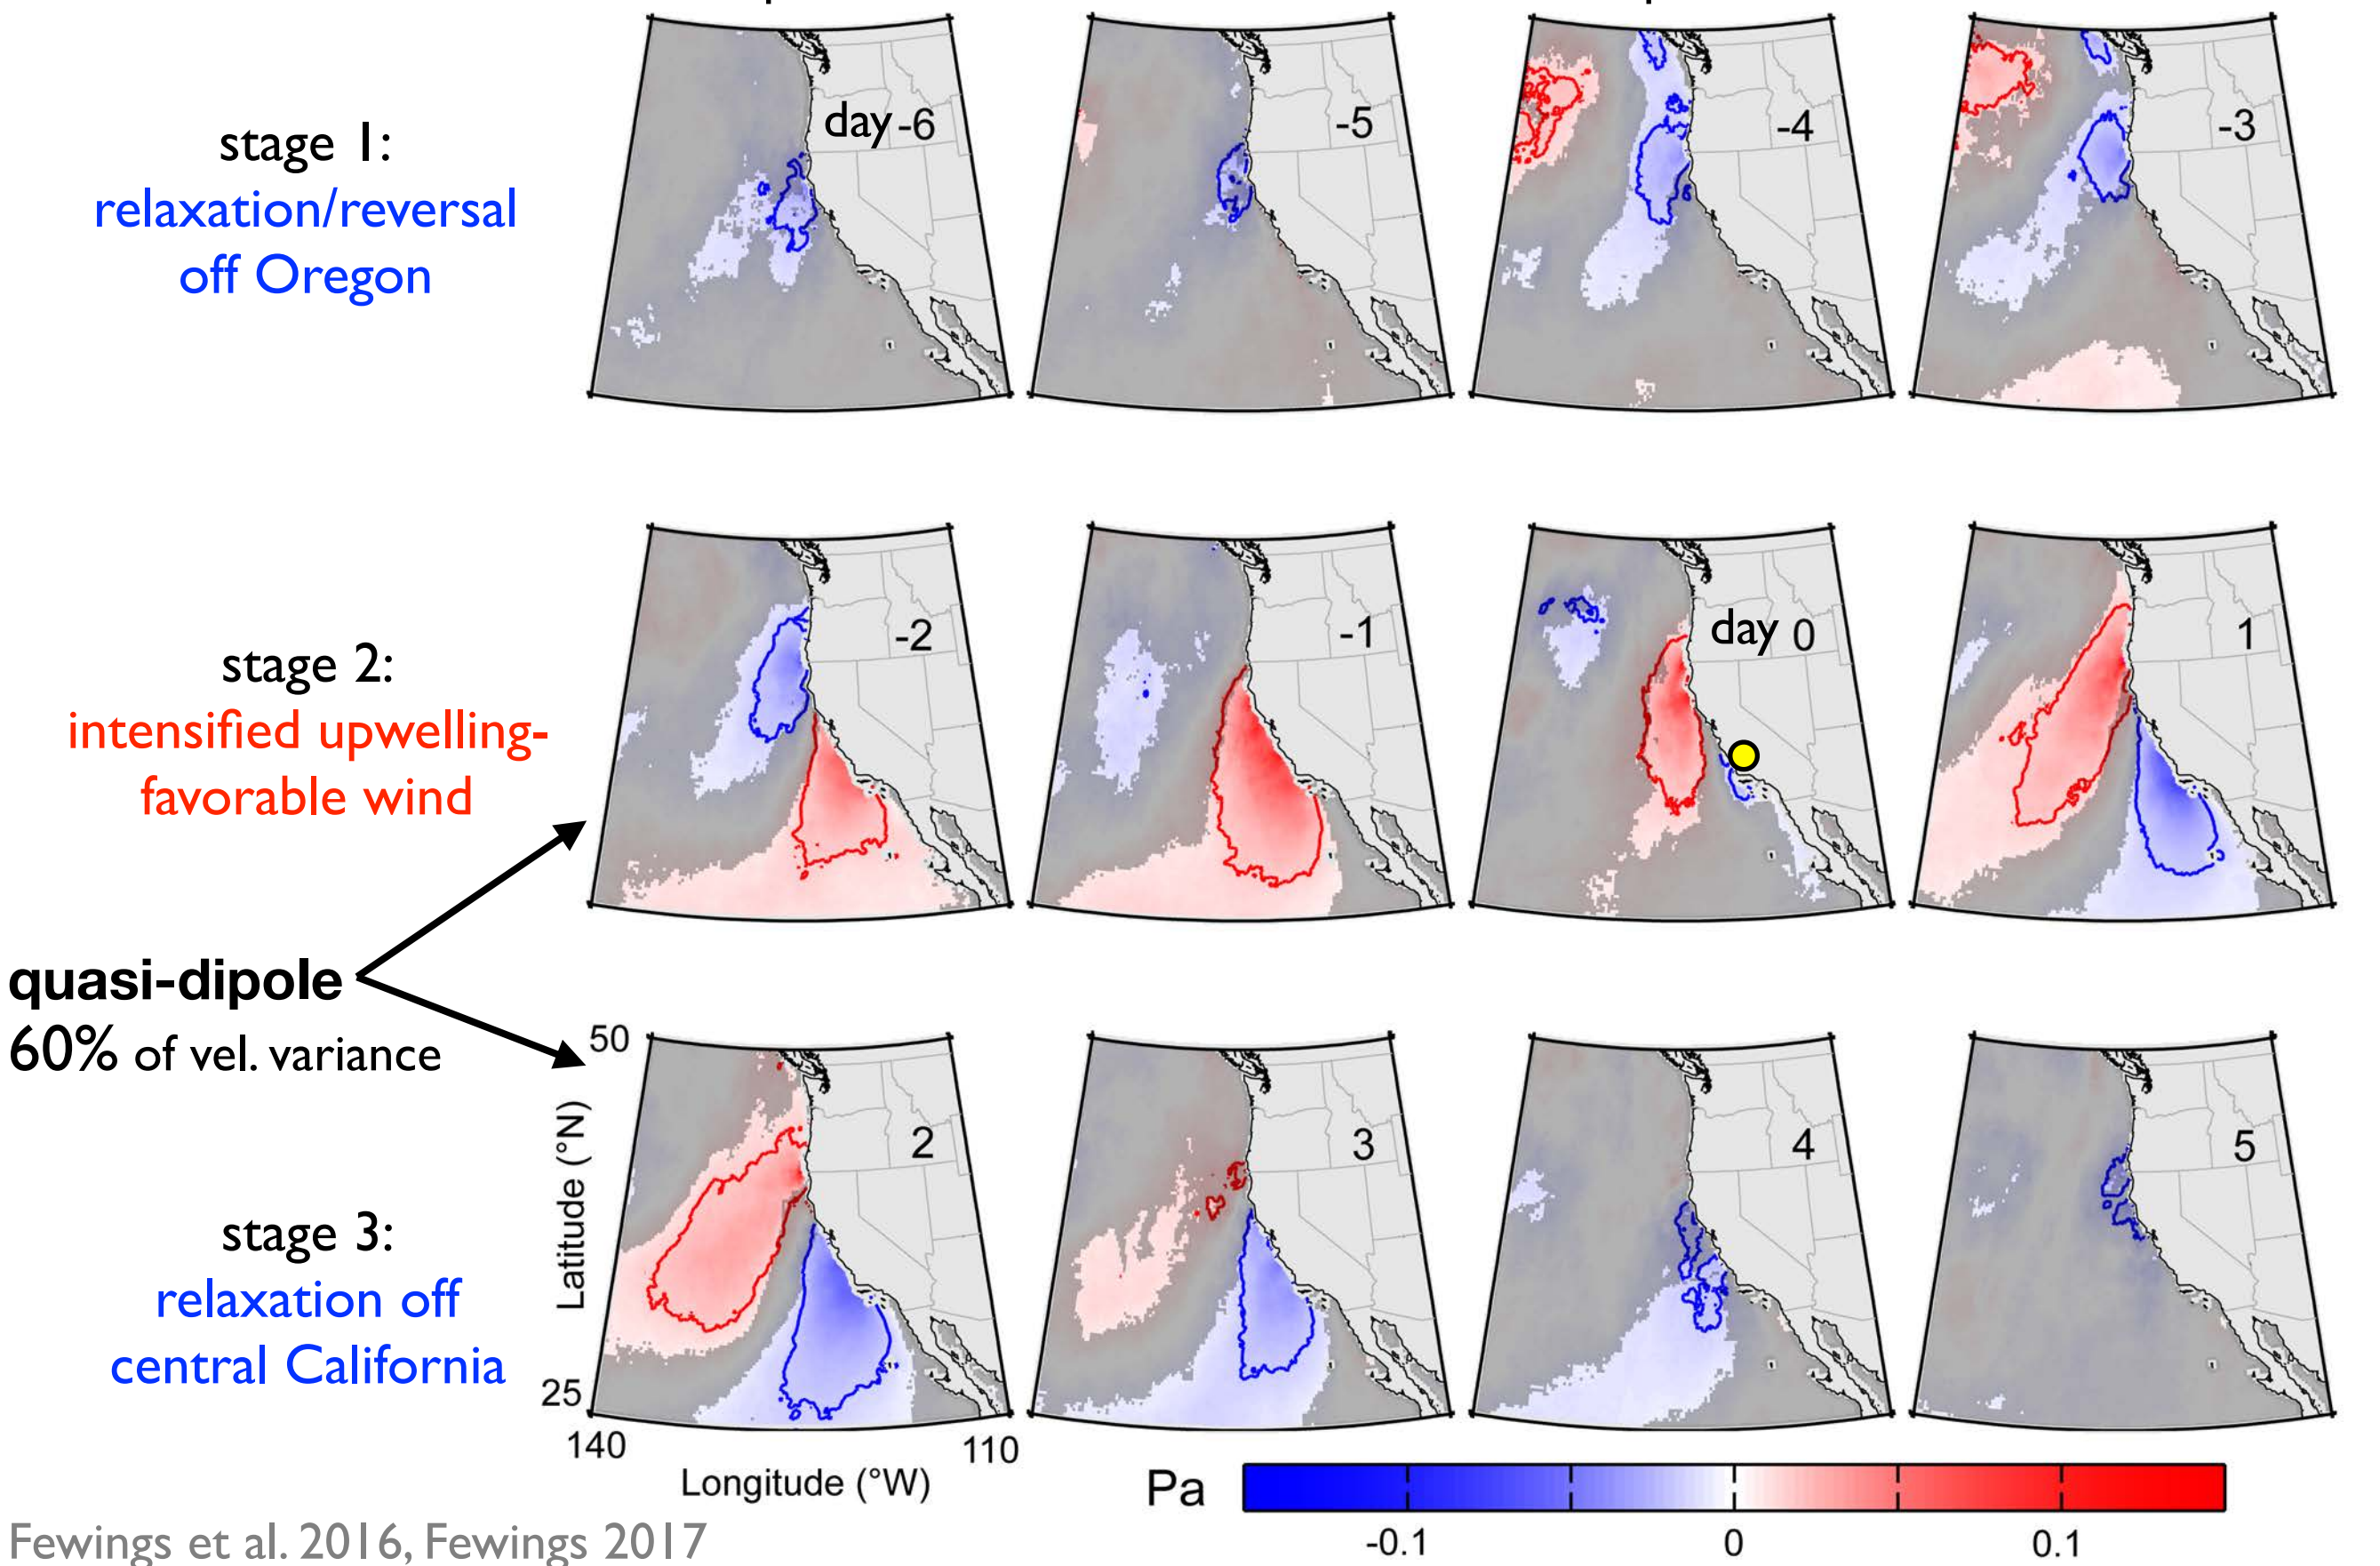 stage 1:
relaxation/reversal
off Oregon
day -6
-5
-4
-3
stage 2:
intensified upwelling-
favorable wind
-2
-1
day 0
1
quasi-dipole
60% of vel. variance
stage 3:
relaxation off
central California
50
Latitude (°N)
25
2
3
4
5
140
110
Longitude (°W)
Pa
-0.1
0
0.1
Fewings et al. 2016, Fewings 2017